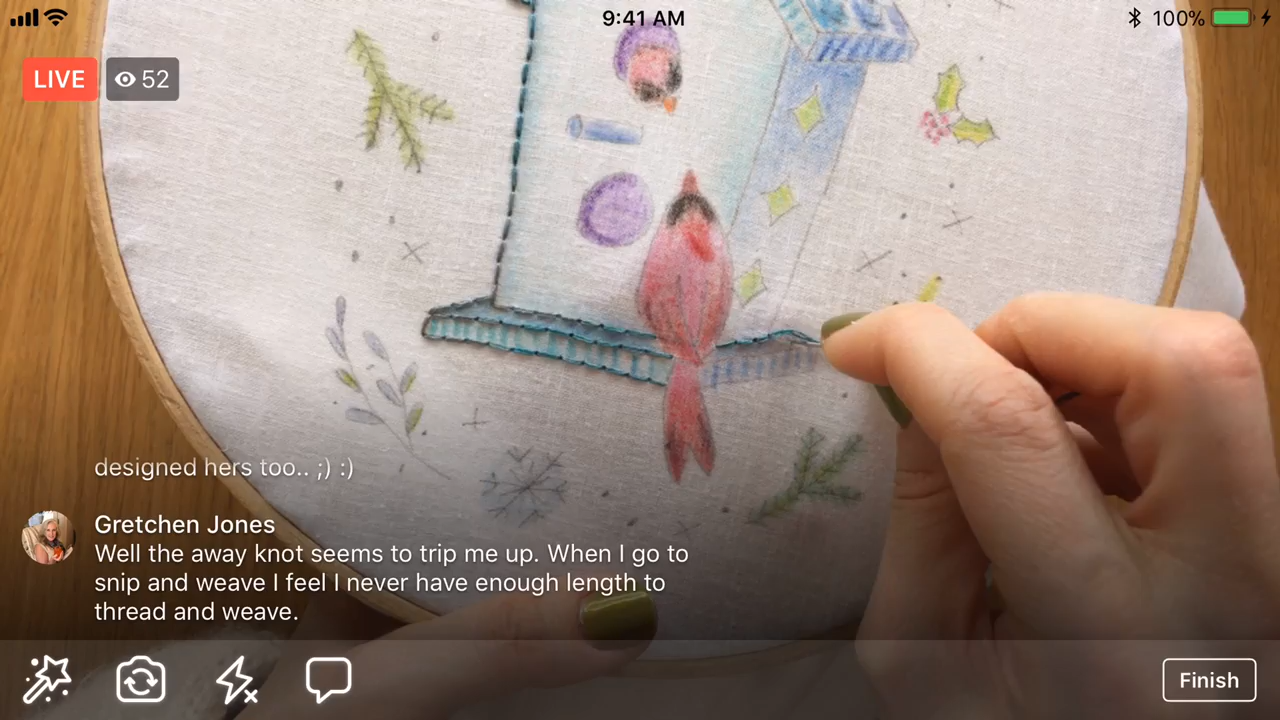 9:41 AM
100%
LIVE
52
designed hers too.. ;) :)
Gretchen Jones
Well the away knot seems to trip me up. When I go to
snip and weave I feel I never have enough length to
thread and weave.
Finish